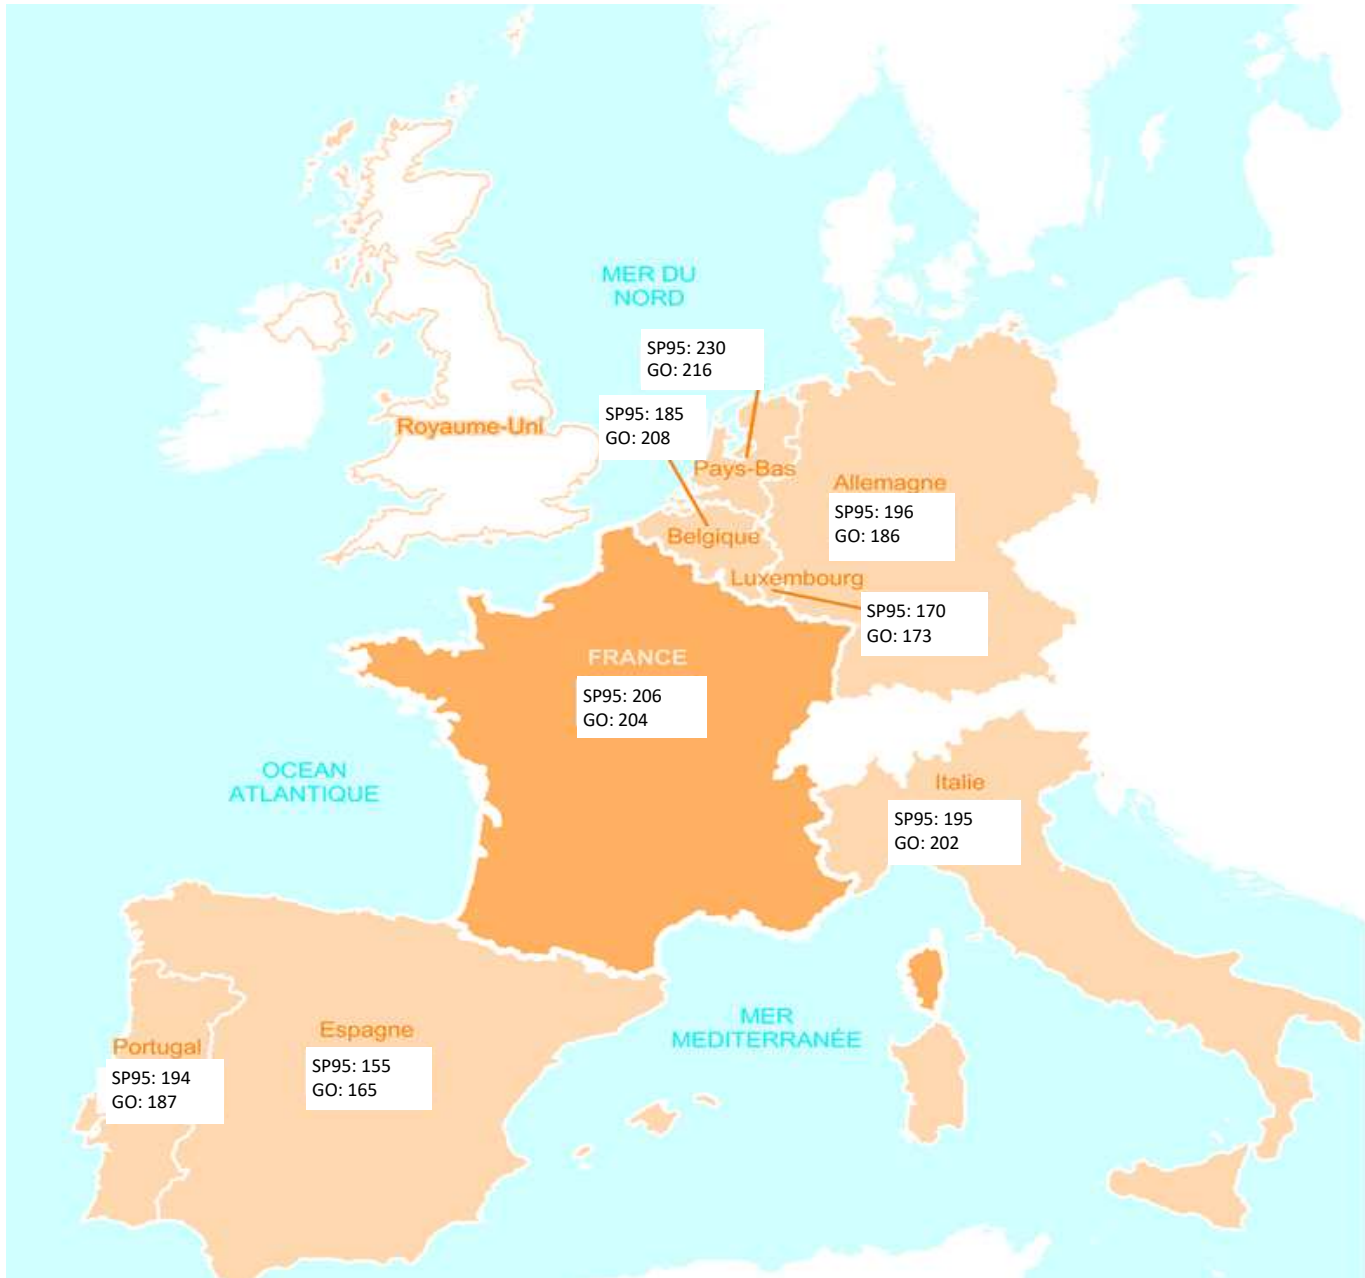 MER DU
NORD
SP95: 230
GO: 216
SP95: 185
GO: 208
Royaume-Uni
Pays-Bas
Allemagne
SP95: 196
GO: 186
Belgique
Luxembourg
SP95: 170
GO: 173
FRANCE
SP95: 206
GO: 204
OCEAN
ATLANTIQUE
Italie
SP95: 195
GO: 202
MER
MEDITERRANÉE
Espagne
SP95: 155
GO: 165
Portugal
SP95: 194
GO: 187